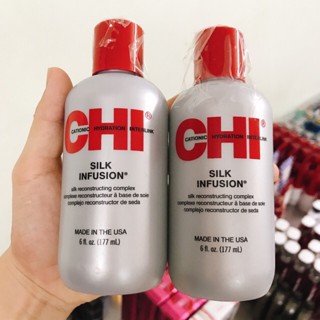 CATIONIC HYDRATION INTERLINK
CHI®
SILK
INFUSION®
silk reconstructing complex
complexe reconstructeur à base de soie
complejo reconstructor de seda
MADE IN THE USA
6 fl. oz. (177 mL)
CATIONIC HYDRATION INTERLINK
CHI®
SILK
INFUSION®
silk reconstructing complex
complexe reconstructeur à base de soie
complejo reconstructor de seda
MADE IN THE USA
6 fl. oz. (177 mL)